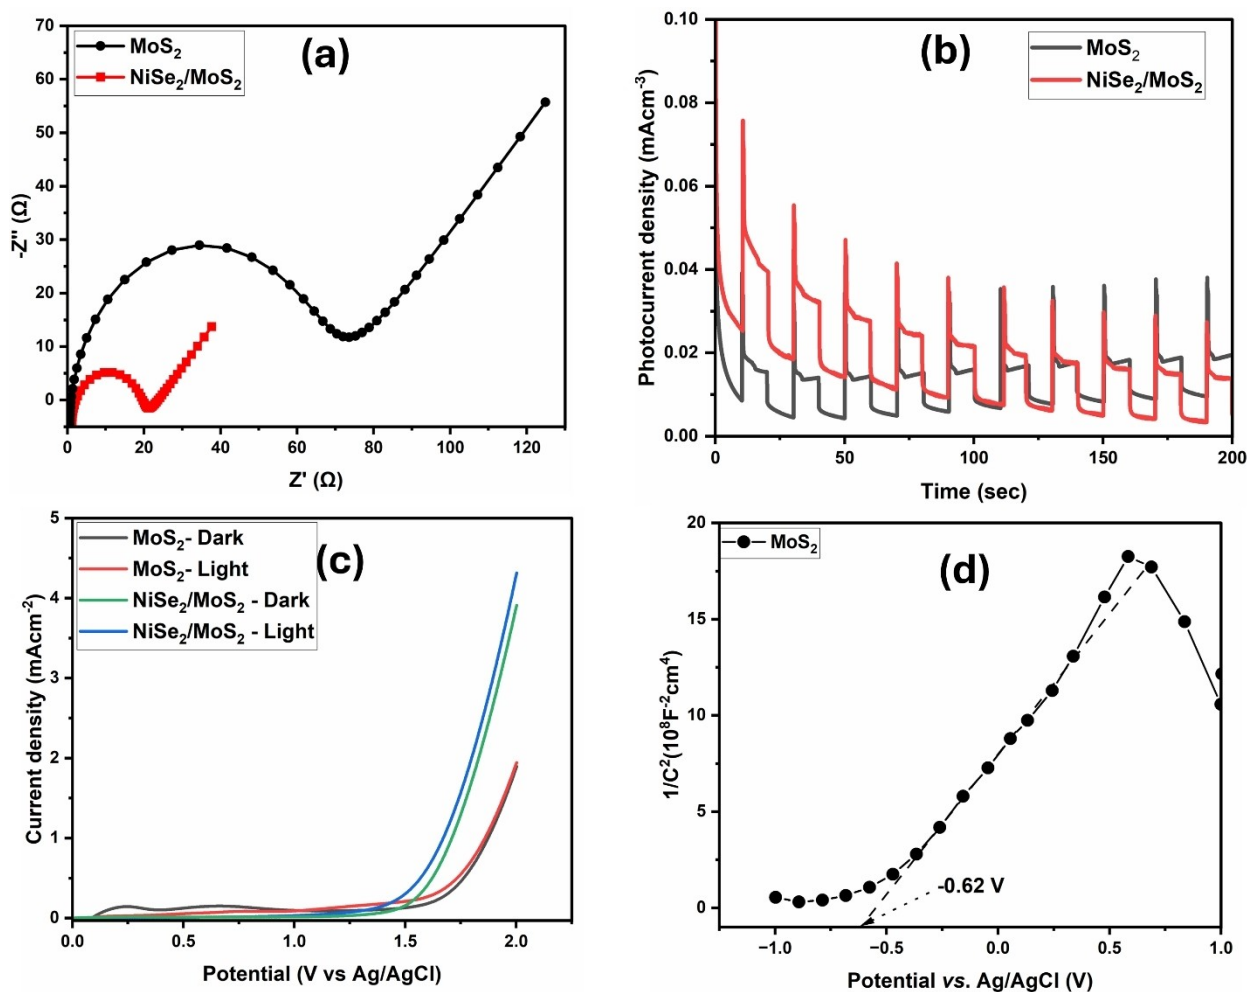 (a)
MoS₂
NiSe₂/MoS₂
70
60
50
40
30
20
10
0
-Z'' (Ω)
0 20 40 60 80 100 120
Z' (Ω)
(b)
MoS₂
NiSe₂/MoS₂
0.10
0.08
0.06
0.04
0.02
0.00
Photocurrent density (mAcm⁻³)
0 50 100 150 200
Time (sec)
(c)
MoS₂- Dark
MoS₂- Light
NiSe₂/MoS₂ - Dark
NiSe₂/MoS₂ - Light
5
4
3
2
1
0
Current density (mAcm⁻²)
0.0 0.5 1.0 1.5 2.0
Potential (V vs Ag/AgCl)
(d)
MoS₂
20
15
10
5
0
1/C²(10⁸F⁻²cm⁴)
-0.62 V
−1.0 −0.5 0.0 0.5 1.0
Potential vs. Ag/AgCl (V)